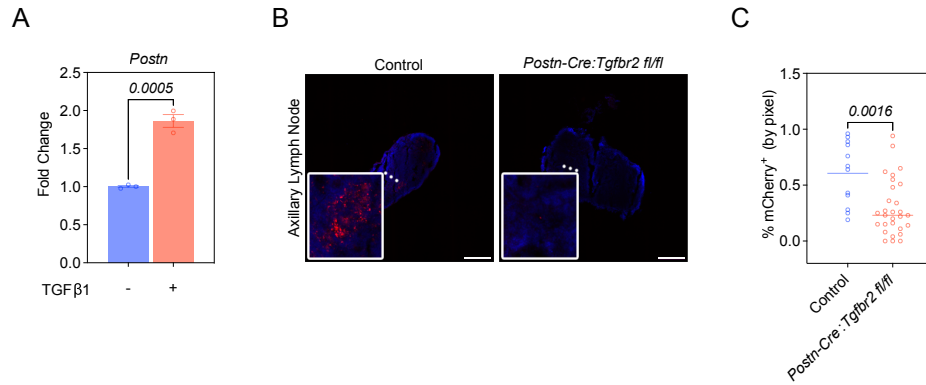 A
Postn
0.0005
Fold Change
2.5
2.0
1.5
1.0
0.5
0.0
TGFβ1
-
+
B
Control
Postn-Cre:Tgfbr2 fl/fl
Axillary Lymph Node
C
% mCherry+ (by pixel)
1.5
1.0
0.5
0.0
0.0016
Control
Postn-Cre:Tgfbr2 fl/fl